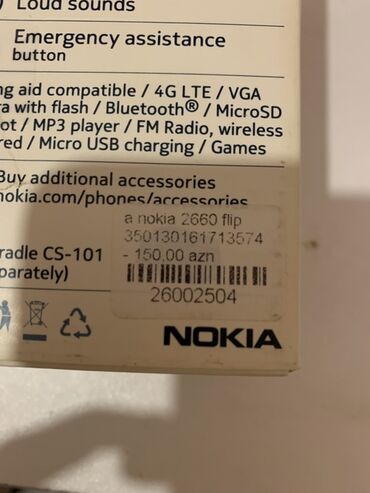 Loud sounds
Emergency assistance
button
ng aid compatible / 4G LTE / VGA
ra with flash / Bluetooth® / MicroSD
ot / MP3 player / FM Radio, wireless
red / Micro USB charging / Games
Buy additional accessories
nokia.com/phones/accessories
a nokia 2660 flip
350130161713574
- 150,00 azn
26002504
radle CS-101
parately)
NOKIA